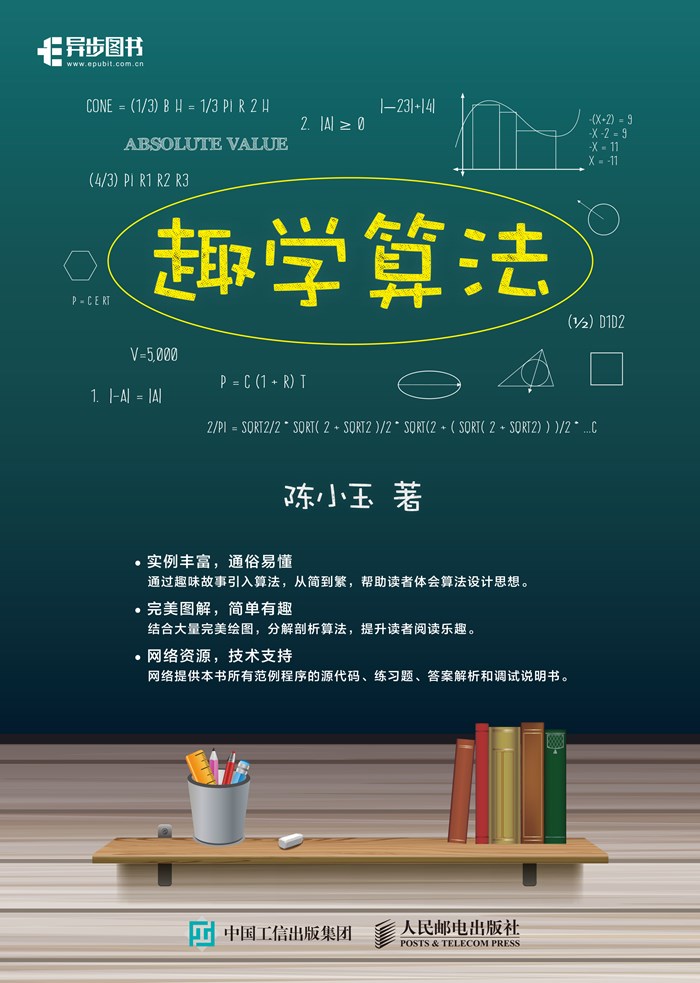 异步图书
www.epubit.com.cn
CONE = (1/3) B H = 1/3 PI R 2 H
2. |A| ≥ 0
|—23|+|4|
ABSOLUTE VALUE
(4/3) PI R1 R2 R3
-(X+2) = 9
-X -2 = 9
-X = 11
X = -11
趣学算法
P = C E RT
(½) D1D2
V=5,000
P = C (1 + R) T
1. |-A| = |A|
2/PI = SQRT2/2 * SQRT( 2 + SQRT2 )/2 * SQRT(2 + ( SQRT( 2 + SQRT2) ) )/2 * ...C
陈小玉 著
• 实例丰富，通俗易懂
通过趣味故事引入算法，从简到繁，帮助读者体会算法设计思想。
• 完美图解，简单有趣
结合大量完美绘图，分解剖析算法，提升读者阅读乐趣。
• 网络资源，技术支持
网络提供本书所有范例程序的源代码、练习题、答案解析和调试说明书。
中国工信出版集团
人民邮电出版社
POSTS & TELECOM PRESS